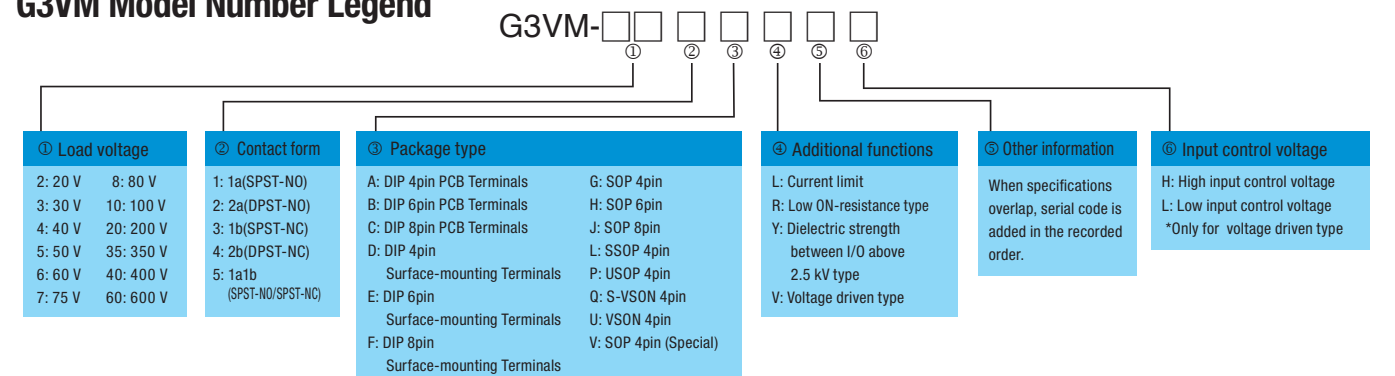 G3VM Model Number Legend
G3VM-
① ② ③ ④ ⑤ ⑥
① Load voltage
2: 20 V 8: 80 V
3: 30 V 10: 100 V
4: 40 V 20: 200 V
5: 50 V 35: 350 V
6: 60 V 40: 400 V
7: 75 V 60: 600 V
② Contact form
1: 1a(SPST-NO)
2: 2a(DPST-NO)
3: 1b(SPST-NC)
4: 2b(DPST-NC)
5: 1a1b
(SPST-NO/SPST-NC)
③ Package type
A: DIP 4pin PCB Terminals
B: DIP 6pin PCB Terminals
C: DIP 8pin PCB Terminals
D: DIP 4pin
Surface-mounting Terminals
E: DIP 6pin
Surface-mounting Terminals
F: DIP 8pin
Surface-mounting Terminals
G: SOP 4pin
H: SOP 6pin
J: SOP 8pin
L: SSOP 4pin
P: USOP 4pin
Q: S-VSON 4pin
U: VSON 4pin
V: SOP 4pin (Special)
④ Additional functions
L: Current limit
R: Low ON-resistance type
Y: Dielectric strength
between I/O above
2.5 kV type
V: Voltage driven type
⑤ Other information
When specifications
overlap, serial code is
added in the recorded
order.
⑥ Input control voltage
H: High input control voltage
L: Low input control voltage
*Only for voltage driven type